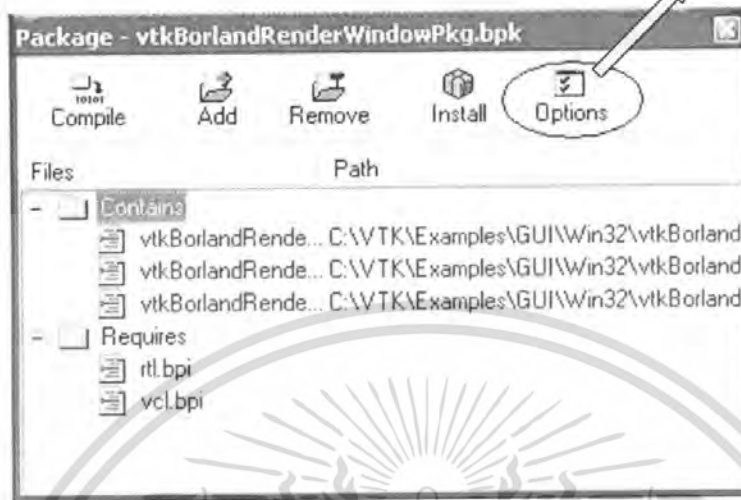 Package - vtkBorlandRenderWindowPkg.bpk
Compile Add Remove Install Options
Files Path
Contains
vtkBorlandRende... C:\VTK\Examples\GUI\Win32\vtkBorland
vtkBorlandRende... C:\VTK\Examples\GUI\Win32\vtkBorland
vtkBorlandRende... C:\VTK\Examples\GUI\Win32\vtkBorland
Requires
rtl.bpi
vcl.bpi